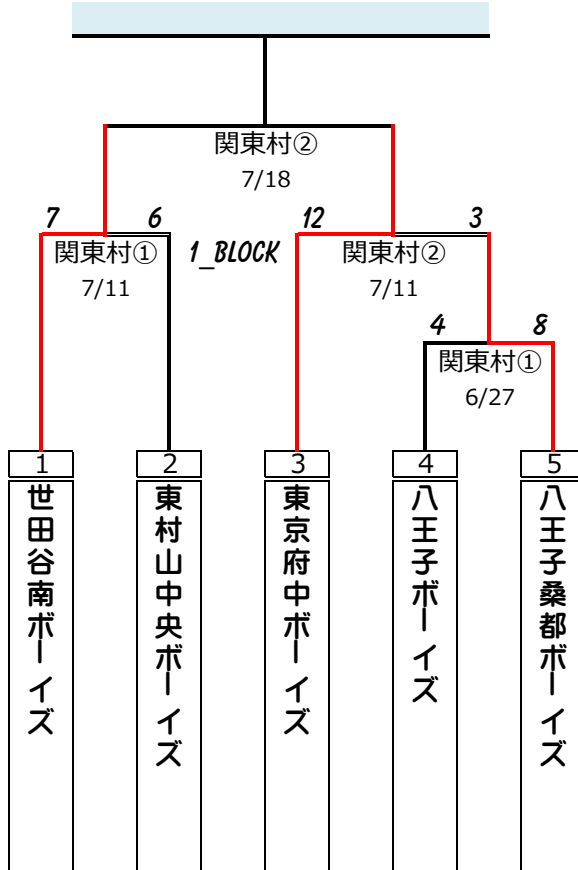 関東村②
7/18
7 6 12 3
関東村① 1_BLOCK 関東村②
7/11 7/11
4 8
関東村①
6/27
1 2 3 4 5
世田谷南ボーイズ
東村山中央ボーイズ
東京府中ボーイズ
八王子ボーイズ
八王子桑都ボーイズ